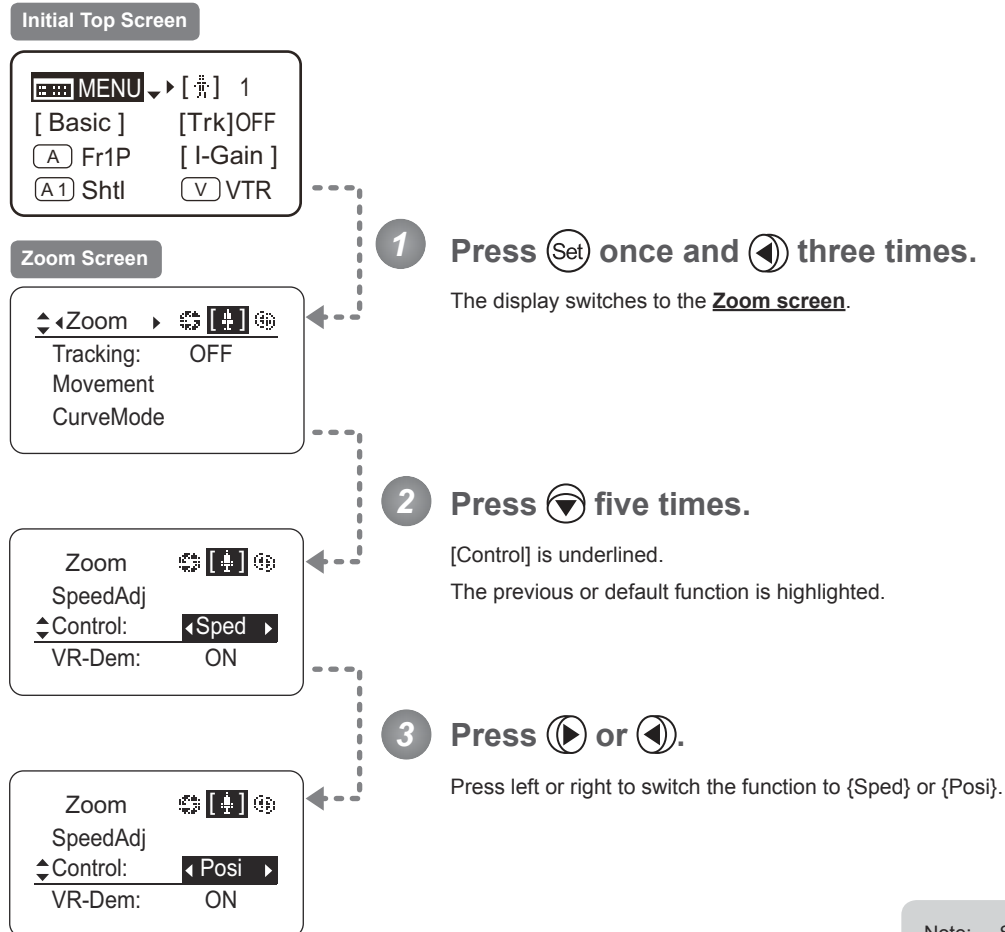 Initial Top Screen
MENU [ ] 1
[ Basic ] [Trk]OFF
A Fr1P [ I-Gain ]
A1 Shtl V VTR
1 Press Set once and three times.
The display switches to the Zoom screen.
Zoom Screen
Zoom [ ]
Tracking: OFF
Movement
CurveMode
2 Press five times.
[Control] is underlined.
The previous or default function is highlighted.
Zoom [ ]
SpeedAdj
Control: Sped
VR-Dem: ON
3 Press or .
Press left or right to switch the function to {Sped} or {Posi}.
Zoom [ ]
SpeedAdj
Control: Posi
VR-Dem: ON
Note: